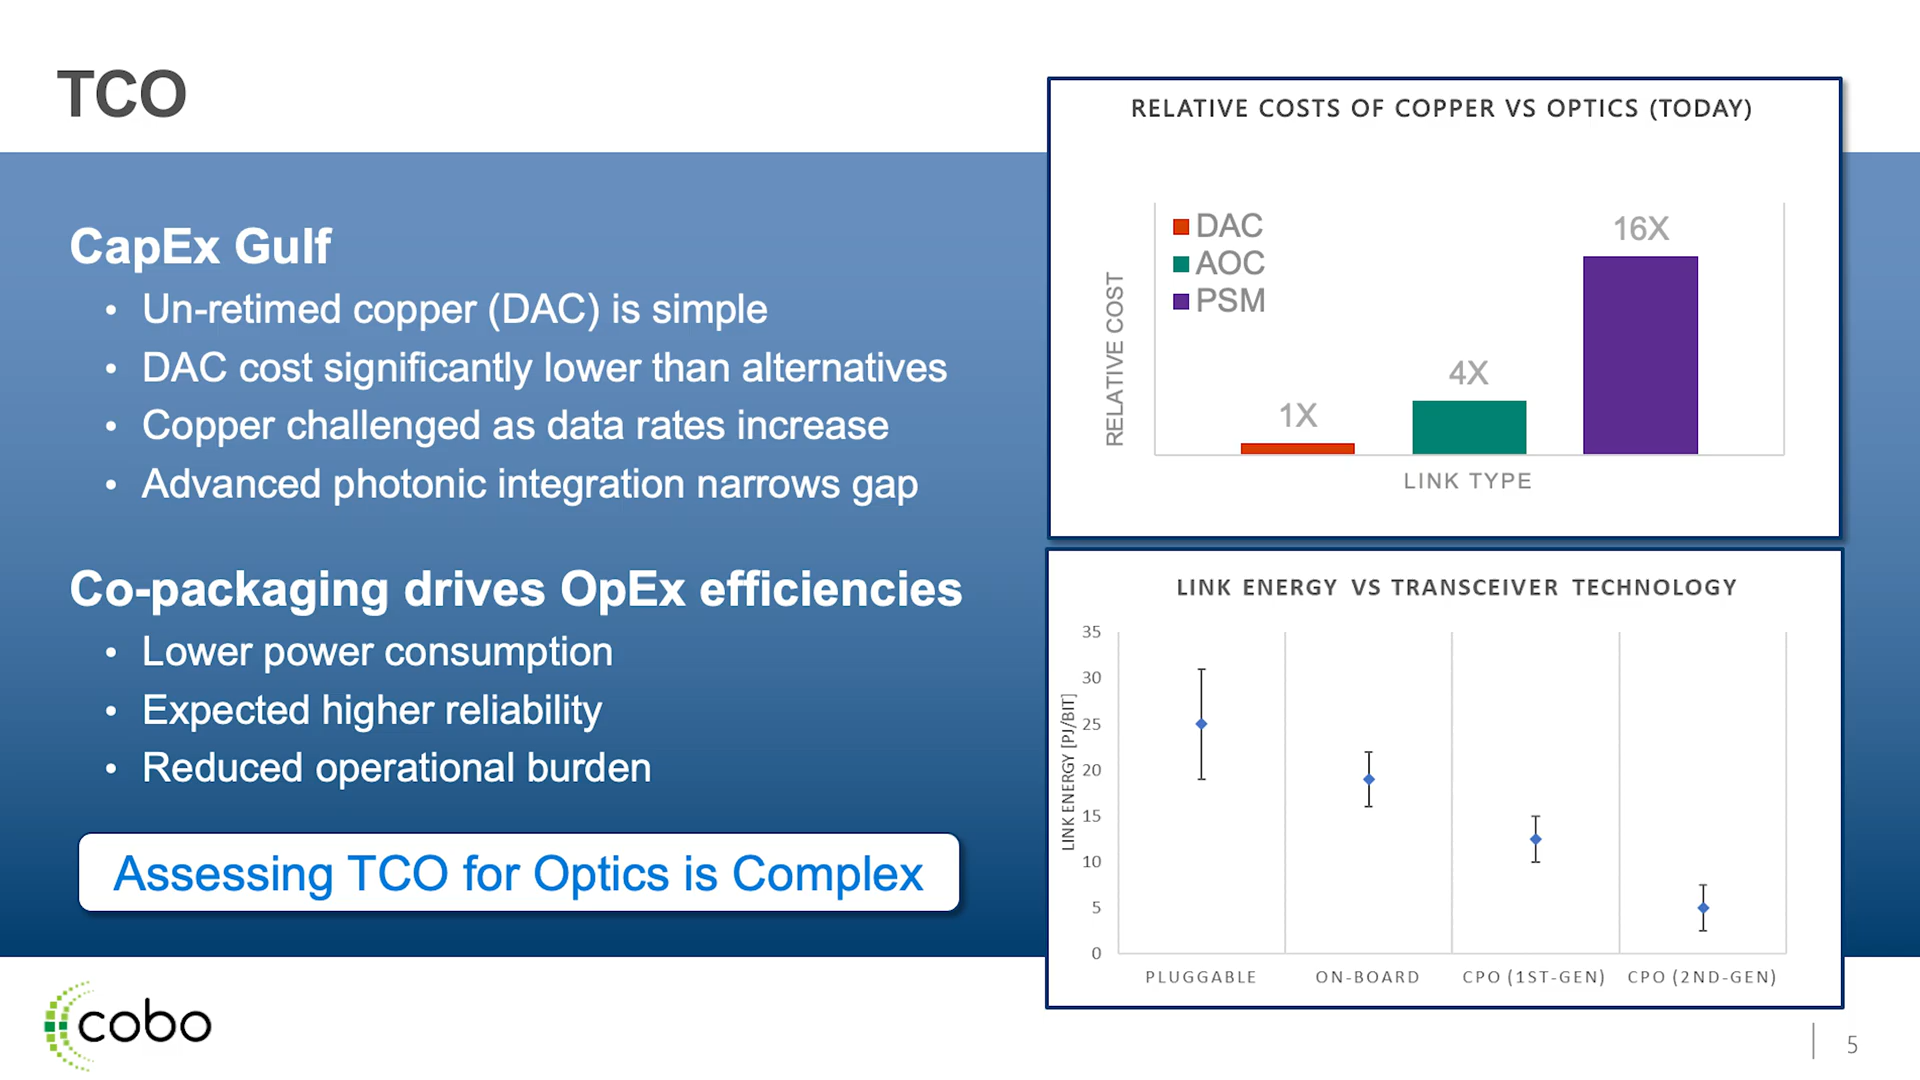 TCO
CapEx Gulf
• Un-retimed copper (DAC) is simple
• DAC cost significantly lower than alternatives
• Copper challenged as data rates increase
• Advanced photonic integration narrows gap
Co-packaging drives OpEx efficiencies
• Lower power consumption
• Expected higher reliability
• Reduced operational burden
Assessing TCO for Optics is Complex
cobo
RELATIVE COSTS OF COPPER VS OPTICS (TODAY)
RELATIVE COST
DAC
AOC
PSM
1X
4X
16X
LINK TYPE
LINK ENERGY VS TRANSCEIVER TECHNOLOGY
LINK ENERGY [PJ/BIT]
35
30
25
20
15
10
5
0
PLUGGABLE ON-BOARD CPO (1ST-GEN) CPO (2ND-GEN)
5